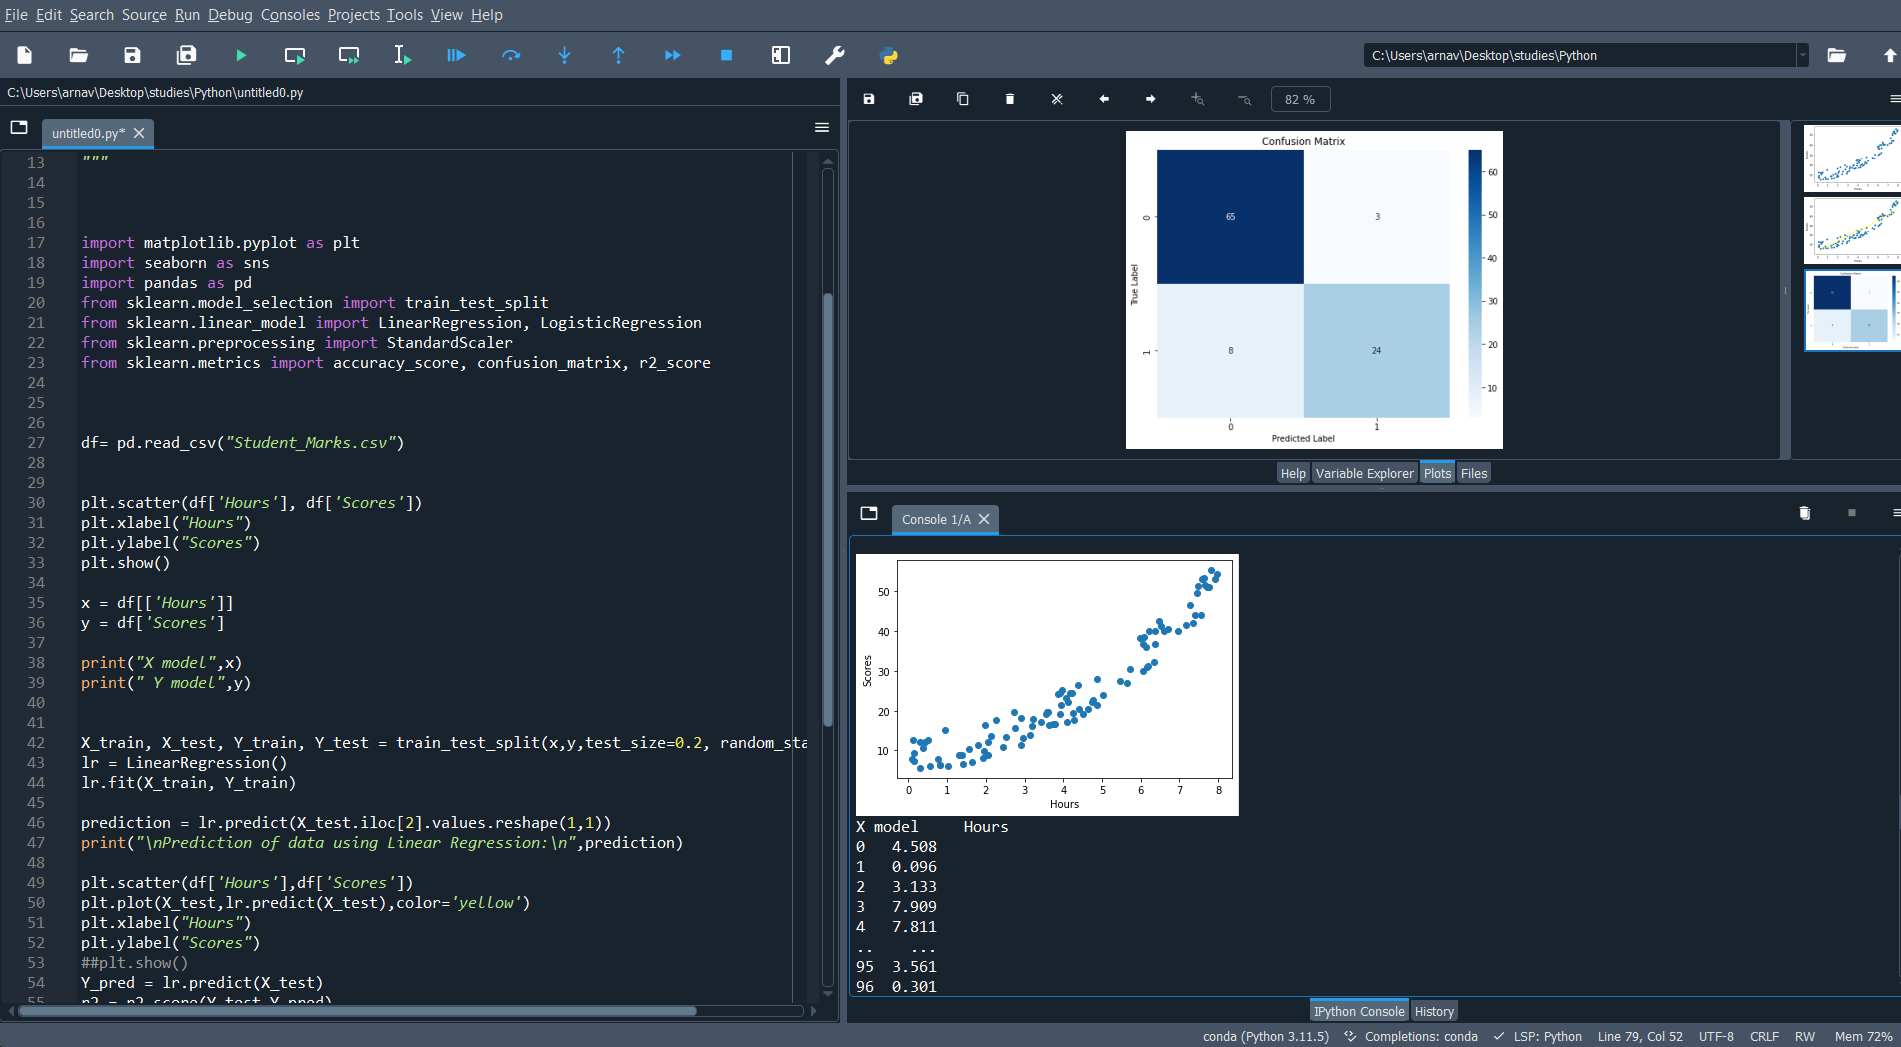 File Edit Search Source Run Debug Consoles Projects Tools View Help
C:\Users\arnav\Desktop\studies\Python
C:\Users\arnav\Desktop\studies\Python\untitled0.py
untitled0.py*
13 """
14
15
16
17 import matplotlib.pyplot as plt
18 import seaborn as sns
19 import pandas as pd
20 from sklearn.model_selection import train_test_split
21 from sklearn.linear_model import LinearRegression, LogisticRegression
22 from sklearn.preprocessing import StandardScaler
23 from sklearn.metrics import accuracy_score, confusion_matrix, r2_score
24
25
26
27 df= pd.read_csv("Student_Marks.csv")
28
29
30 plt.scatter(df['Hours'], df['Scores'])
31 plt.xlabel("Hours")
32 plt.ylabel("Scores")
33 plt.show()
34
35 x = df[['Hours']]
36 y = df['Scores']
37
38 print("X model",x)
39 print(" Y model",y)
40
41
42 X_train, X_test, Y_train, Y_test = train_test_split(x,y,test_size=0.2, random_sta
43 lr = LinearRegression()
44 lr.fit(X_train, Y_train)
45
46 prediction = lr.predict(X_test.iloc[2].values.reshape(1,1))
47 print("\nPrediction of data using Linear Regression:\n",prediction)
48
49 plt.scatter(df['Hours'],df['Scores'])
50 plt.plot(X_test,lr.predict(X_test),color='yellow')
51 plt.xlabel("Hours")
52 plt.ylabel("Scores")
53 ##plt.show()
54 Y_pred = lr.predict(X_test)
55 r2 = r2_score(Y_test,Y_pred)
82 %
Confusion Matrix
65 3
8 24
True Label
0
1
0 1
Predicted Label
60
50
40
30
20
10
Help Variable Explorer Plots Files
Console 1/A
Scores
50
40
30
20
10
0 1 2 3 4 5 6 7 8
Hours
X model Hours
0 4.508
1 0.096
2 3.133
3 7.909
4 7.811
.. ...
95 3.561
96 0.301
IPython Console History
conda (Python 3.11.5) Completions: conda LSP: Python Line 79, Col 52 UTF-8 CRLF RW Mem 72%